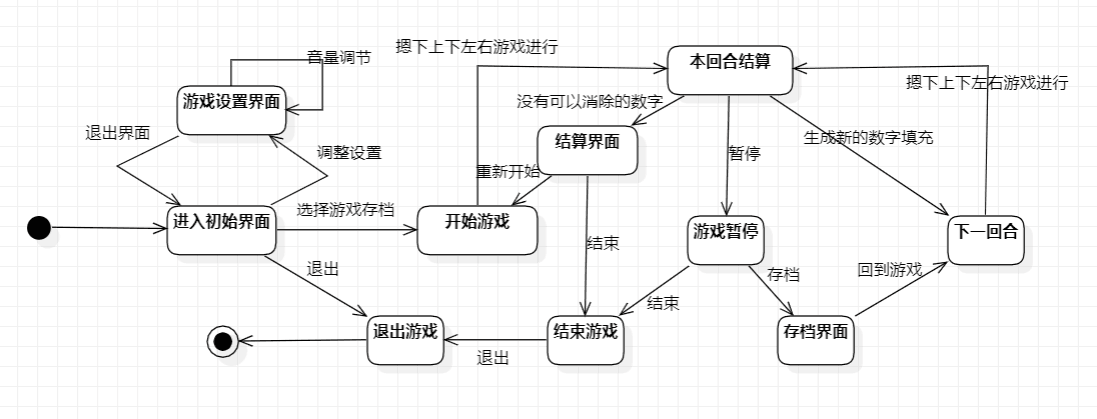 摁下上下左右游戏进行
音量调节
本回合结算
摁下上下左右游戏进行
游戏设置界面
没有可以消除的数字
退出界面
结算界面
生成新的数字填充
调整设置
暂停
重新开始
选择游戏存档
进入初始界面
开始游戏
游戏暂停
下一回合
结束
退出
存档
回到游戏
结束
退出游戏
结束游戏
存档界面
退出